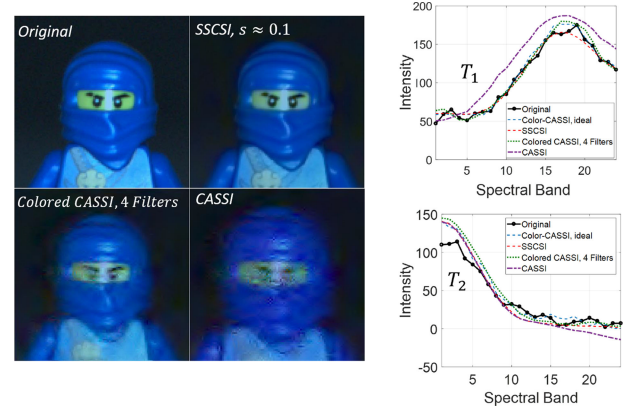 Original
SSCSI, s ≈ 0.1
Colored CASSI, 4 Filters
CASSI
200
150
100
50
0
Intensity
T₁
Original
Color-CASSI, ideal
SSCSI
Colored CASSI, 4 Filters
CASSI
5
10
15
20
Spectral Band
150
100
50
0
-50
Intensity
T₂
Original
Color-CASSI, ideal
SSCSI
Colored CASSI, 4 Filters
CASSI
5
10
15
20
Spectral Band